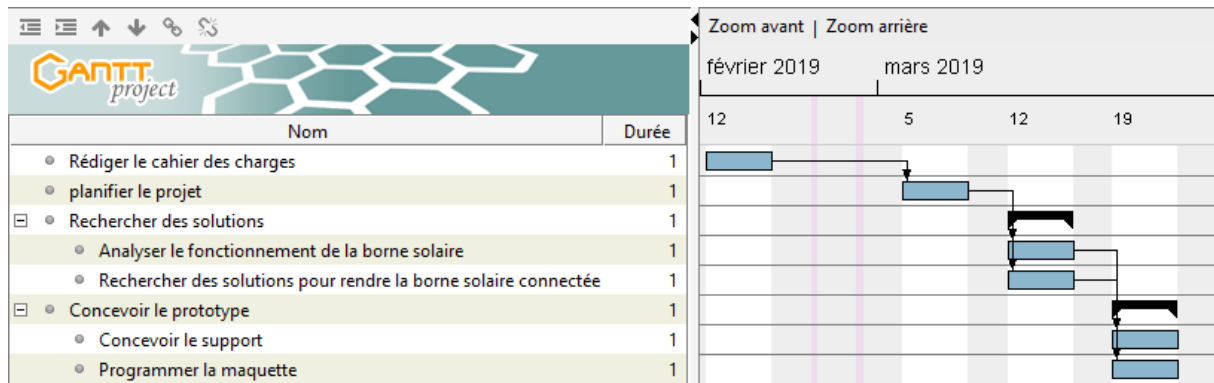 Zoom avant | Zoom arrière
GANTT project
février 2019 mars 2019
Nom Durée 12 5 12 19
Rédiger le cahier des charges 1
planifier le projet 1
Rechercher des solutions 1
Analyser le fonctionnement de la borne solaire 1
Rechercher des solutions pour rendre la borne solaire connectée 1
Concevoir le prototype 1
Concevoir le support 1
Programmer la maquette 1